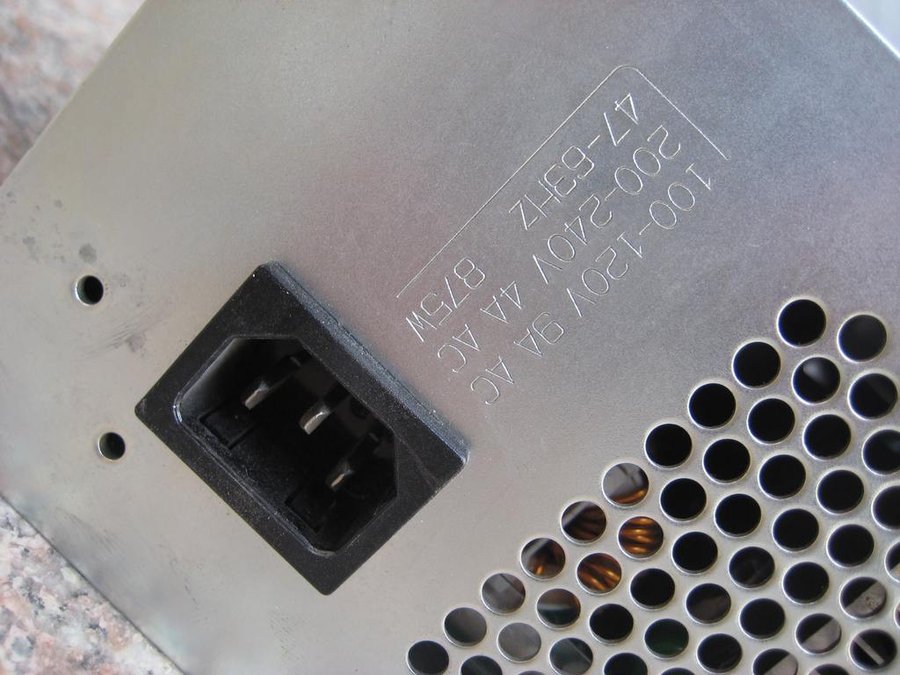 100-120V 9A AC
200-240V 4A AC
47-63HZ 875W